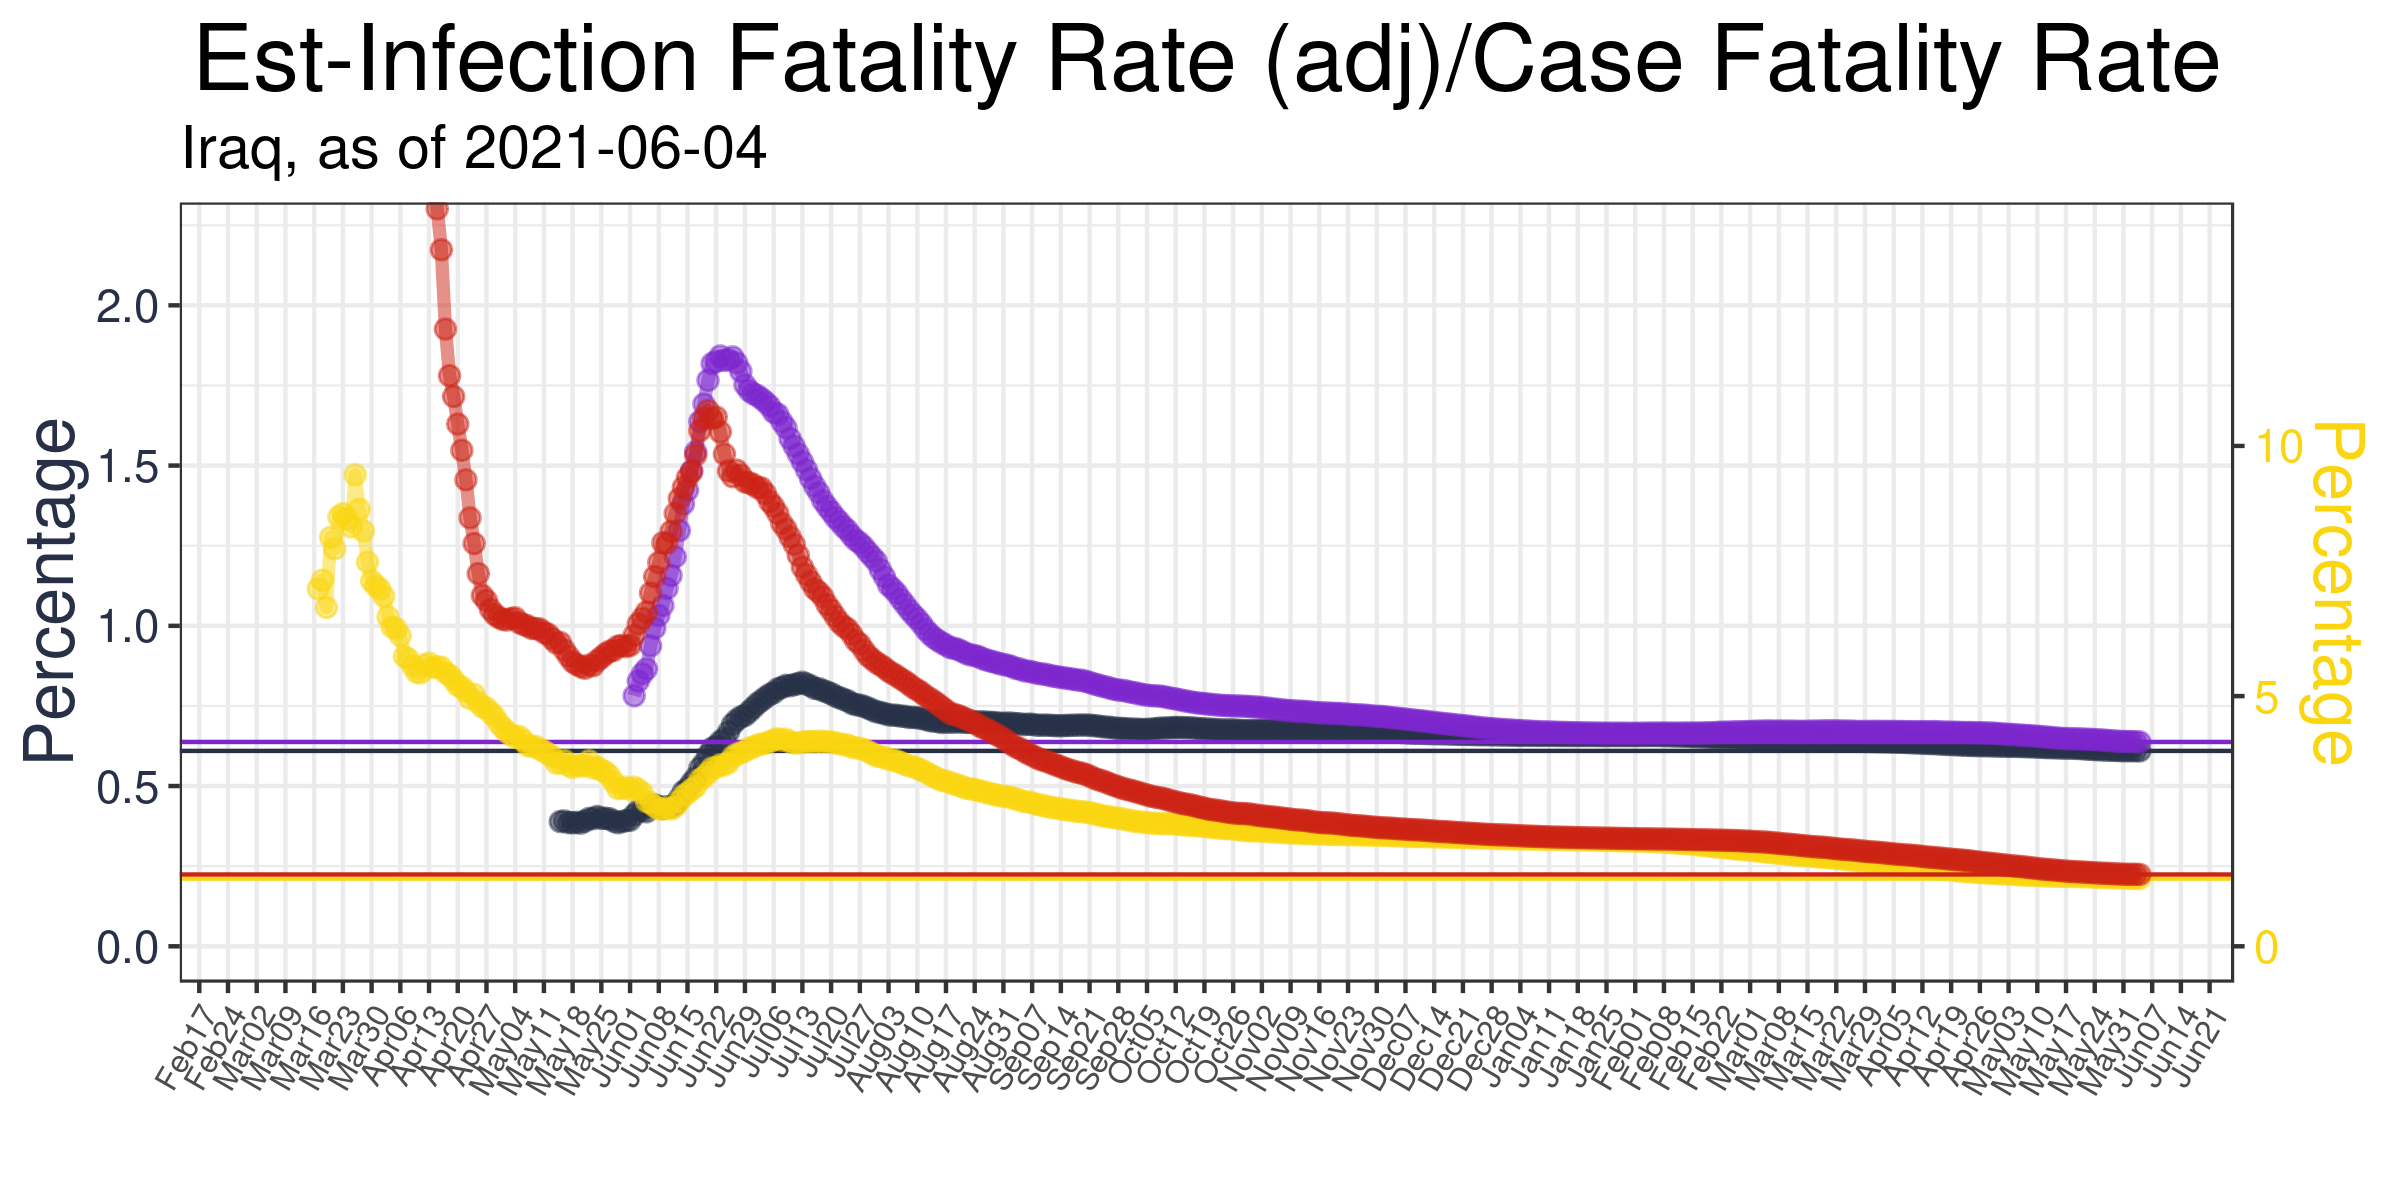 Est-Infection Fatality Rate (adj)/Case Fatality Rate
Iraq, as of 2021-06-04
Percentage
2.0
1.5
1.0
0.5
0.0
10
5
0
Percentage
Feb17
Feb24
Mar02
Mar09
Mar16
Mar23
Mar30
Apr06
Apr13
Apr20
Apr27
May04
May11
May18
May25
Jun01
Jun08
Jun15
Jun22
Jun29
Jul06
Jul13
Jul20
Jul27
Aug03
Aug10
Aug17
Aug24
Aug31
Sep07
Sep14
Sep21
Sep28
Oct05
Oct12
Oct19
Oct26
Nov02
Nov09
Nov16
Nov23
Nov30
Dec07
Dec14
Dec21
Dec28
Jan04
Jan11
Jan18
Jan25
Feb01
Feb08
Feb15
Feb22
Mar01
Mar08
Mar15
Mar22
Mar29
Apr05
Apr12
Apr19
Apr26
May03
May10
May17
May24
May31
Jun07
Jun14
Jun21